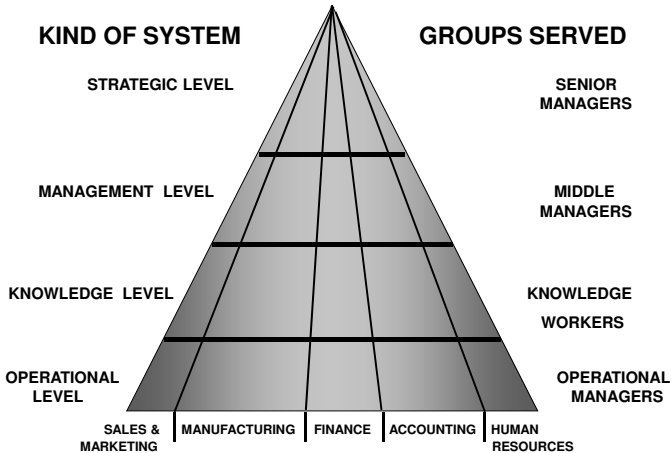 KIND OF SYSTEM
GROUPS SERVED
STRATEGIC LEVEL
SENIOR
MANAGERS
MANAGEMENT LEVEL
MIDDLE
MANAGERS
KNOWLEDGE LEVEL
KNOWLEDGE
WORKERS
OPERATIONAL
LEVEL
OPERATIONAL
MANAGERS
SALES &
MARKETING
MANUFACTURING
FINANCE
ACCOUNTING
HUMAN
RESOURCES